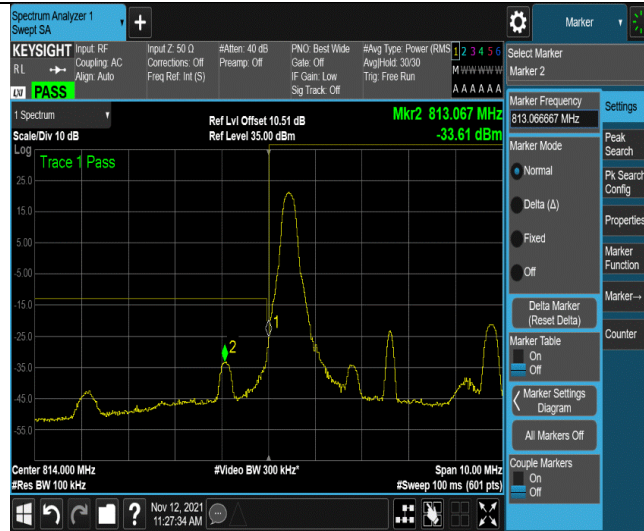 Spectrum Analyzer 1
Swept SA
+
Marker
KEYSIGHT
RL
LXI PASS
Input: RF
Coupling: AC
Align: Auto
Input Z: 50 Ω
Corrections: Off
Freq Ref: Int (S)
#Atten: 40 dB
Preamp: Off
PNO: Best Wide
Gate: Off
IF Gain: Low
Sig Track: Off
#Avg Type: Power (RMS
Avg|Hold: 30/30
Trig: Free Run
1 2 3 4 5 6
M W W W W W
A A A A A A
Select Marker
Marker 2
1 Spectrum
Scale/Div 10 dB
Ref Lvl Offset 10.51 dB
Ref Level 35.00 dBm
Mkr2 813.067 MHz
-33.61 dBm
Log
Trace 1 Pass
25.0
15.0
5.00
-5.00
-15.0
-25.0
-35.0
-45.0
-55.0
1
2
Center 814.000 MHz
#Res BW 100 kHz
#Video BW 300 kHz*
Span 10.00 MHz
#Sweep 100 ms (601 pts)
Marker Frequency
813.066667 MHz
Marker Mode
Normal
Delta (Δ)
Fixed
Off
Delta Marker
(Reset Delta)
Marker Table
On
Off
Marker Settings
Diagram
All Markers Off
Couple Markers
On
Off
Settings
Peak
Search
Pk Search
Config
Properties
Marker
Function
Marker→
Counter
?
Nov 12, 2021
11:27:34 AM